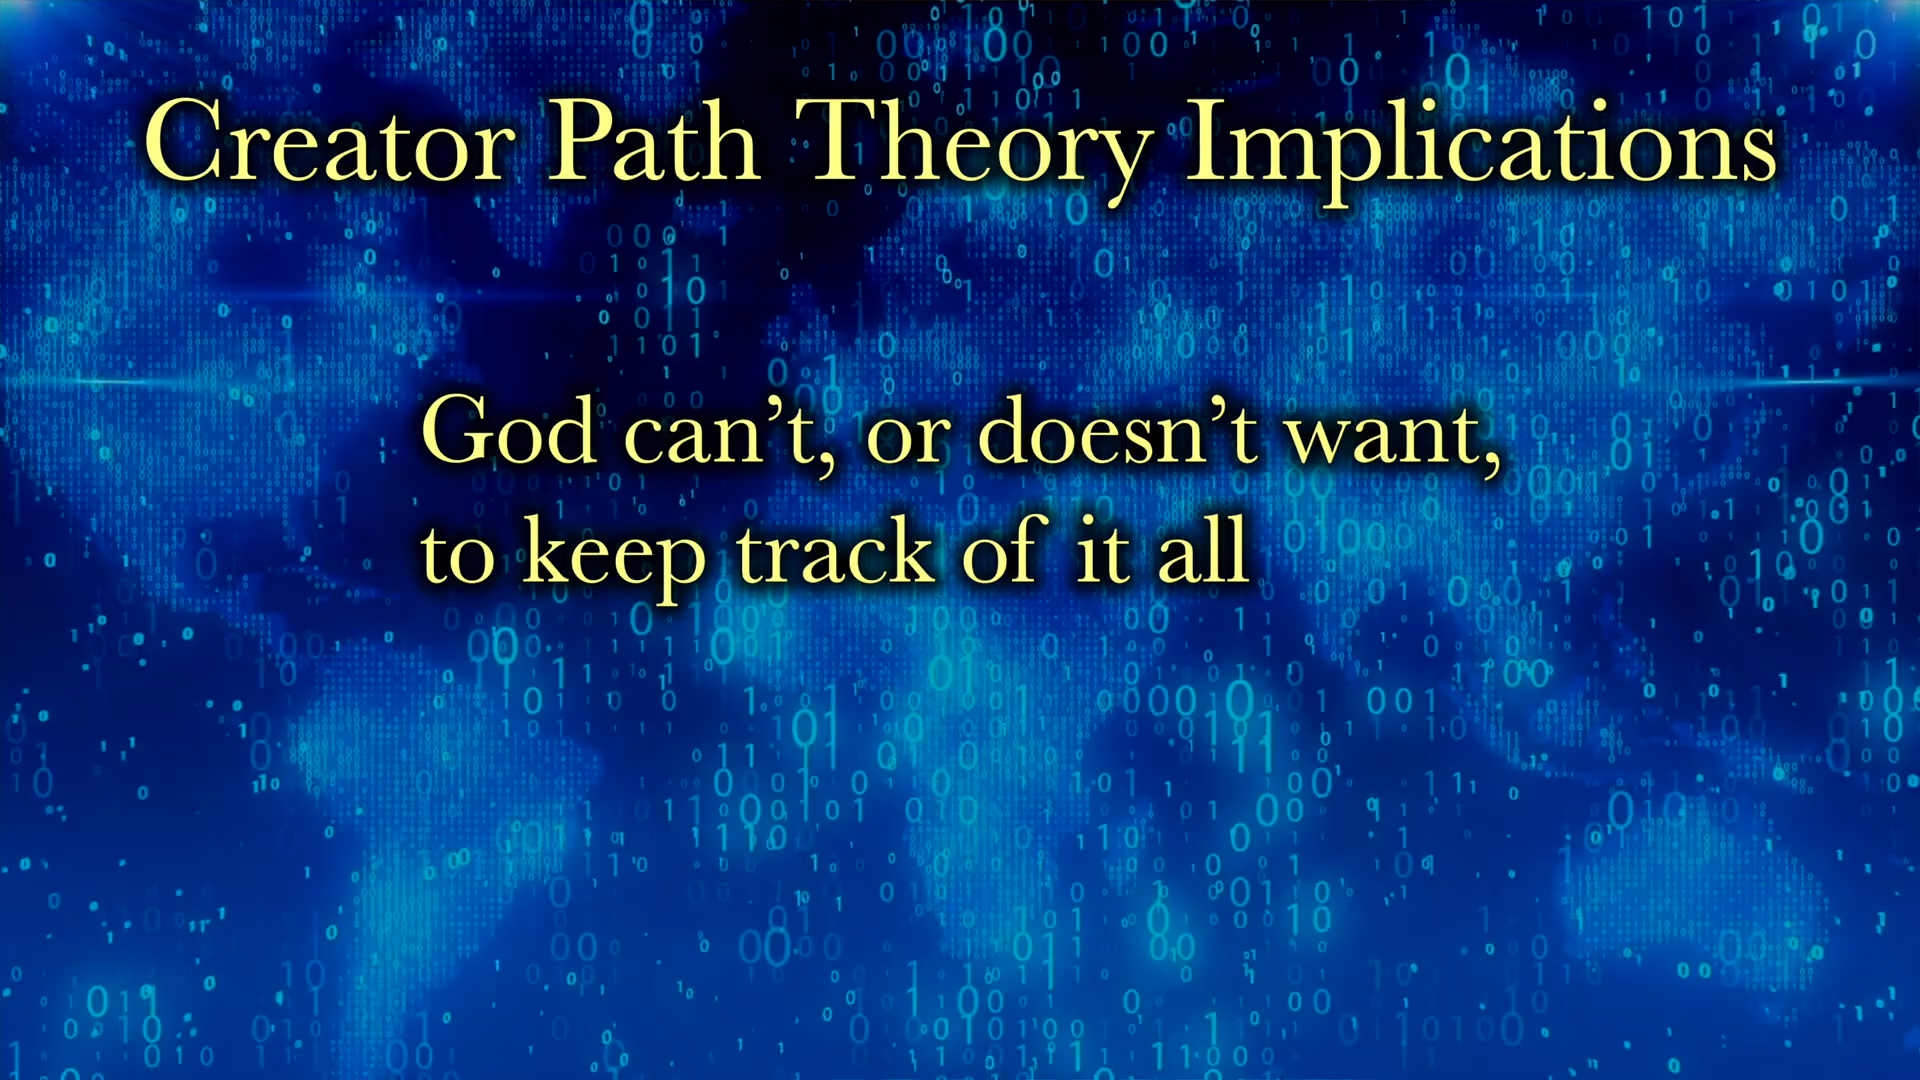 Creator Path Theory Implications
God can’t, or doesn’t want,
to keep track of it all